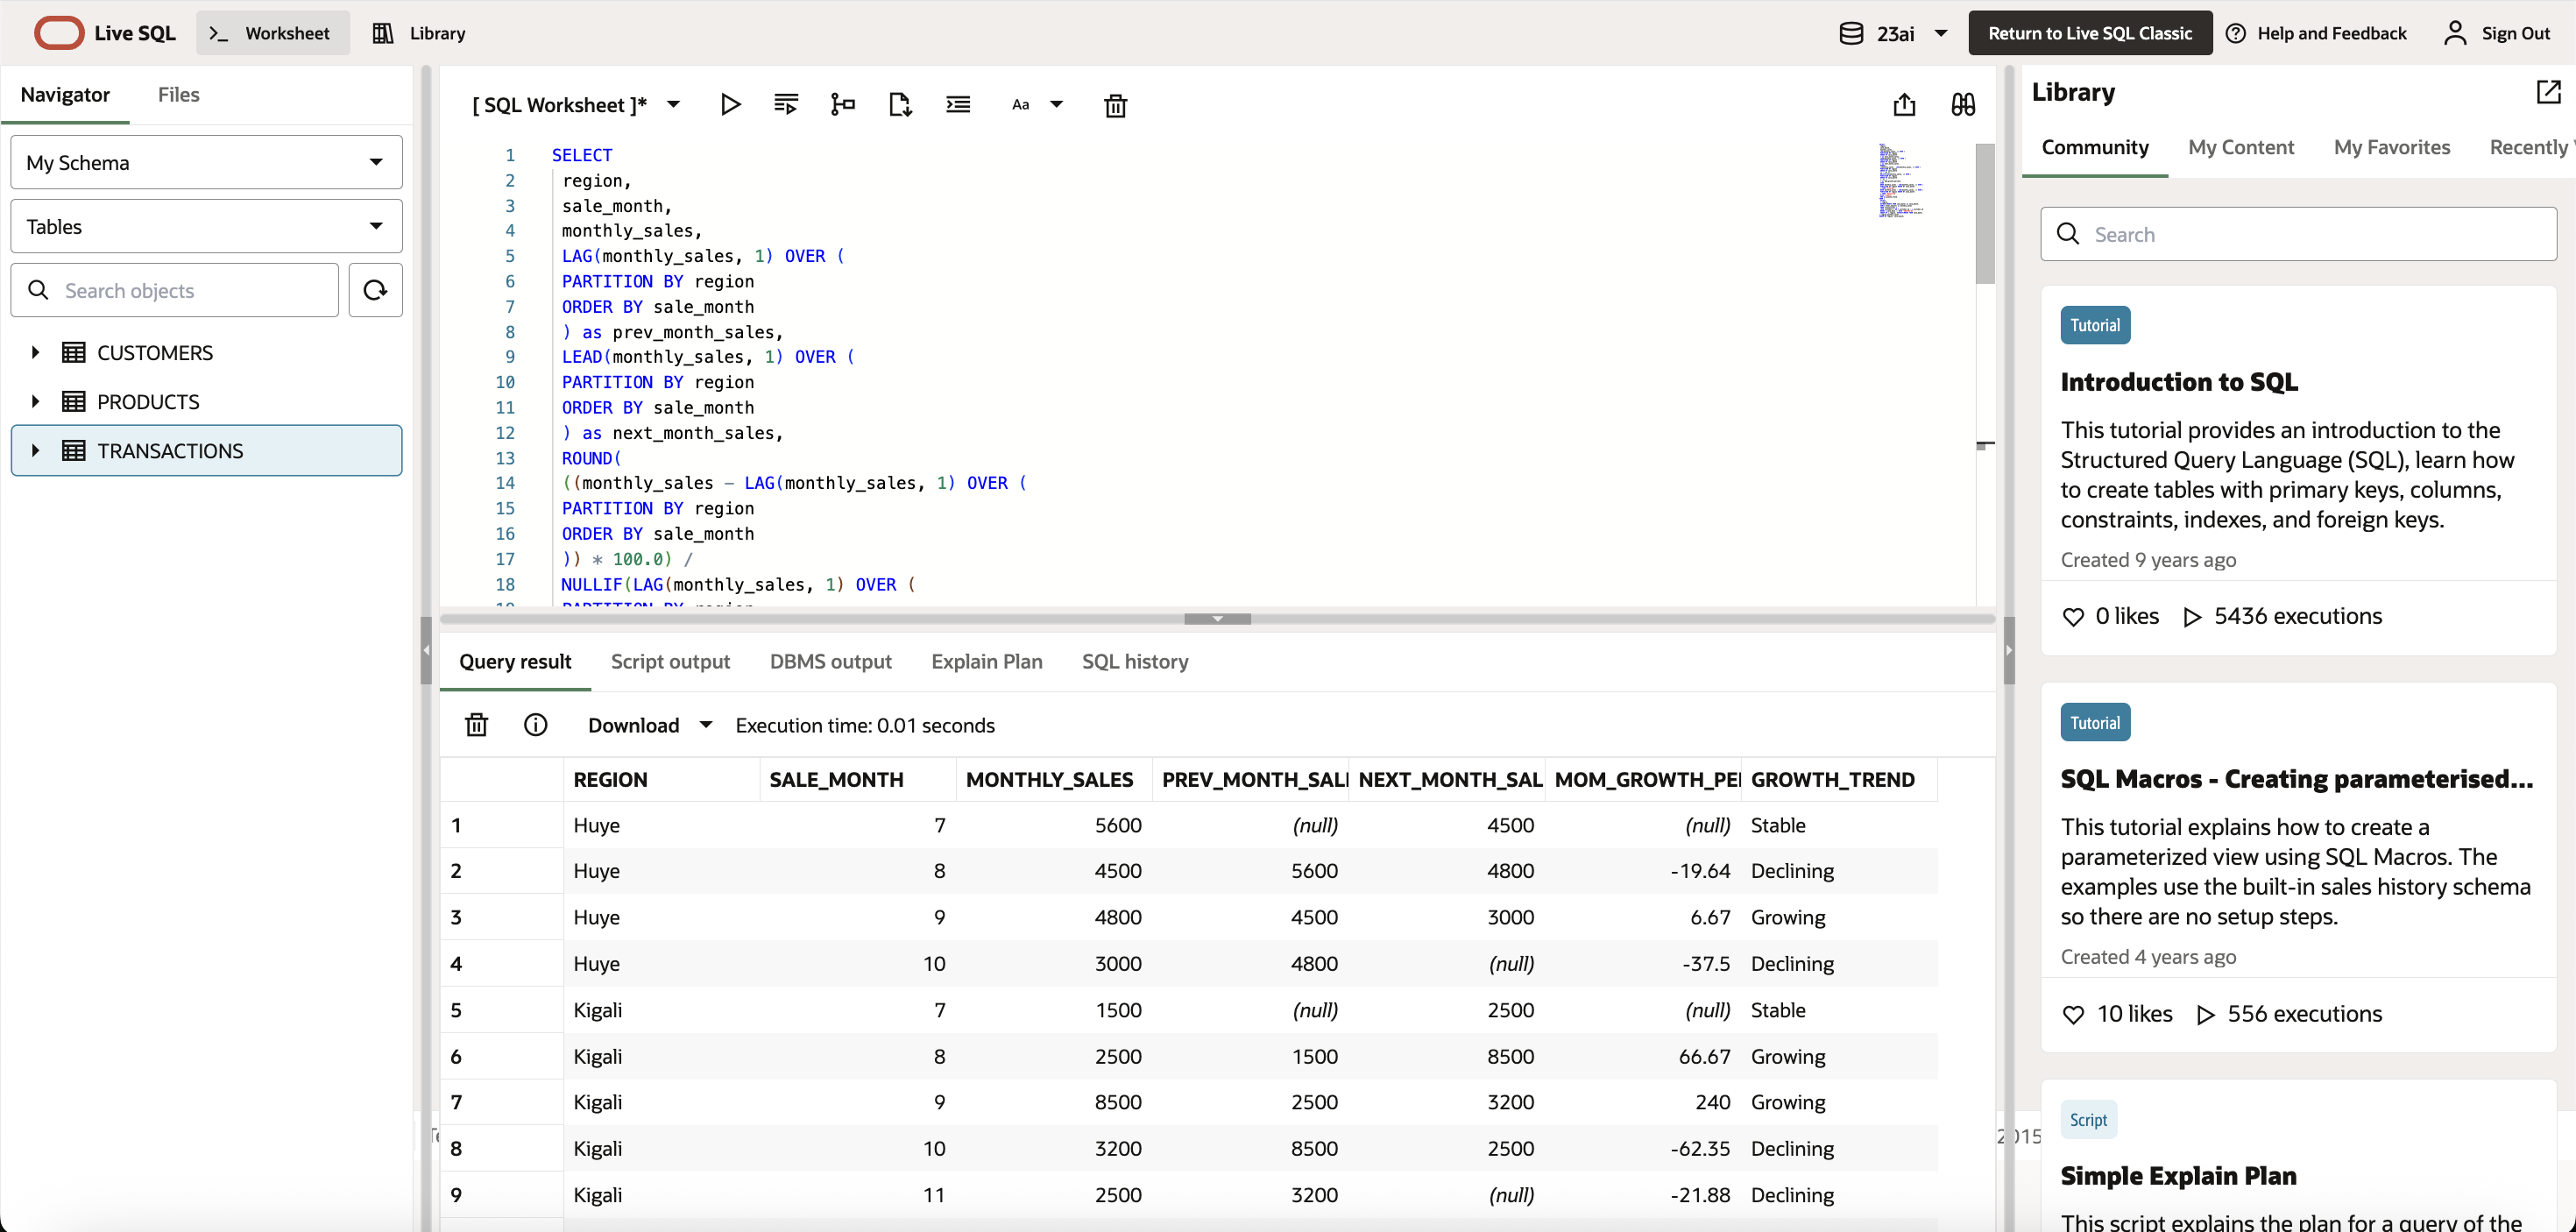 Live SQL
Worksheet
Library
23ai
Return to Live SQL Classic
Help and Feedback
Sign Out
Navigator
Files
My Schema
Tables
Search objects
CUSTOMERS
PRODUCTS
TRANSACTIONS
[ SQL Worksheet ]*
Aa
1 SELECT
2 region,
3 sale_month,
4 monthly_sales,
5 LAG(monthly_sales, 1) OVER (
6 PARTITION BY region
7 ORDER BY sale_month
8 ) as prev_month_sales,
9 LEAD(monthly_sales, 1) OVER (
10 PARTITION BY region
11 ORDER BY sale_month
12 ) as next_month_sales,
13 ROUND(
14 ((monthly_sales - LAG(monthly_sales, 1) OVER (
15 PARTITION BY region
16 ORDER BY sale_month
17 )) * 100.0) /
18 NULLIF(LAG(monthly_sales, 1) OVER (
19 PARTITION BY region
Query result
Script output
DBMS output
Explain Plan
SQL history
Download
Execution time: 0.01 seconds
REGION SALE_MONTH MONTHLY_SALES PREV_MONTH_SAL NEXT_MONTH_SAL MOM_GROWTH_PE GROWTH_TREND
1 Huye 7 5600 (null) 4500 (null) Stable
2 Huye 8 4500 5600 4800 -19.64 Declining
3 Huye 9 4800 4500 3000 6.67 Growing
4 Huye 10 3000 4800 (null) -37.5 Declining
5 Kigali 7 1500 (null) 2500 (null) Stable
6 Kigali 8 2500 1500 8500 66.67 Growing
7 Kigali 9 8500 2500 3200 240 Growing
8 Kigali 10 3200 8500 2500 -62.35 Declining
9 Kigali 11 2500 3200 (null) -21.88 Declining
2015
Library
Community
My Content
My Favorites
Recently
Search
Tutorial
Introduction to SQL
This tutorial provides an introduction to the
Structured Query Language (SQL), learn how
to create tables with primary keys, columns,
constraints, indexes, and foreign keys.
Created 9 years ago
0 likes
5436 executions
Tutorial
SQL Macros - Creating parameterised...
This tutorial explains how to create a
parameterized view using SQL Macros. The
examples use the built-in sales history schema
so there are no setup steps.
Created 4 years ago
10 likes
556 executions
Script
Simple Explain Plan
This script explains the plan for a query of the